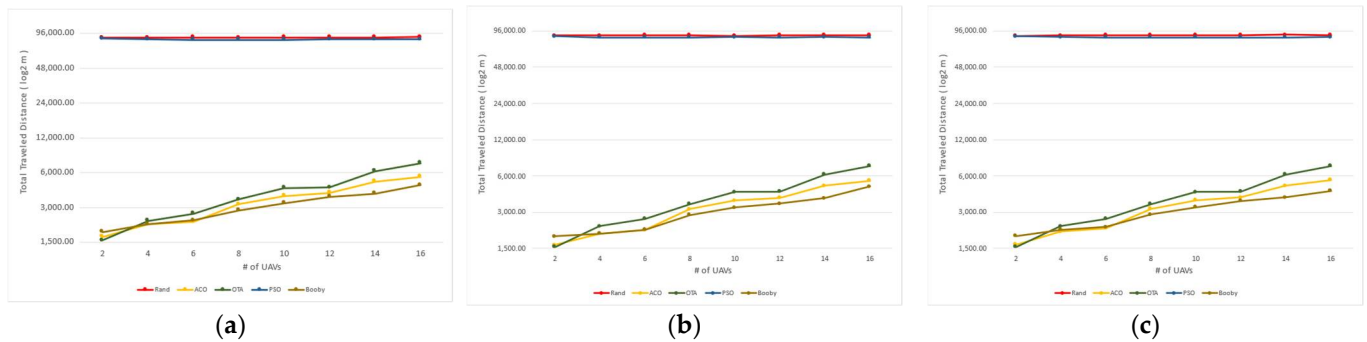 96,000.00
48,000.00
24,000.00
12,000.00
6,000.00
3,000.00
1,500.00
Total Traveled Distance ( log2 m )
2 4 6 8 10 12 14 16
# of UAVs
Rand ACO OTA PSO Booby
(a)
96,000.00
48,000.00
24,000.00
12,000.00
6,000.00
3,000.00
1,500.00
Total Traveled Distance ( log2 m )
2 4 6 8 10 12 14 16
# of UAVs
Rand ACO OTA PSO Booby
(b)
96,000.00
48,000.00
24,000.00
12,000.00
6,000.00
3,000.00
1,500.00
Total Traveled Distance ( log2 m )
2 4 6 8 10 12 14 16
# of UAVs
Rand ACO OTA PSO Booby
(c)